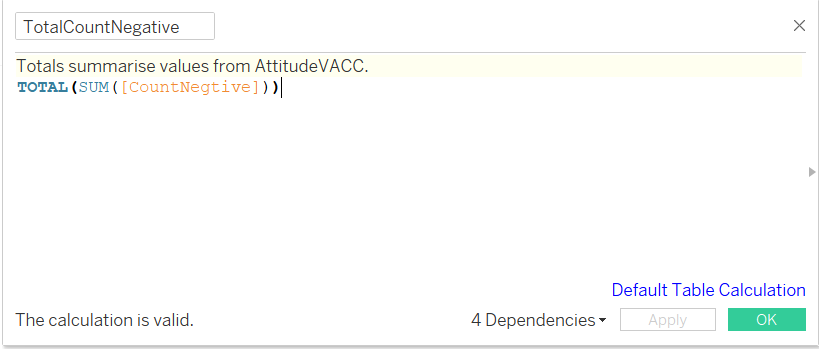 TotalCountNegative
Totals summarise values from AttitudeVACC.
TOTAL(SUM([CountNegtive]))
Default Table Calculation
The calculation is valid.
4 Dependencies
Apply
OK